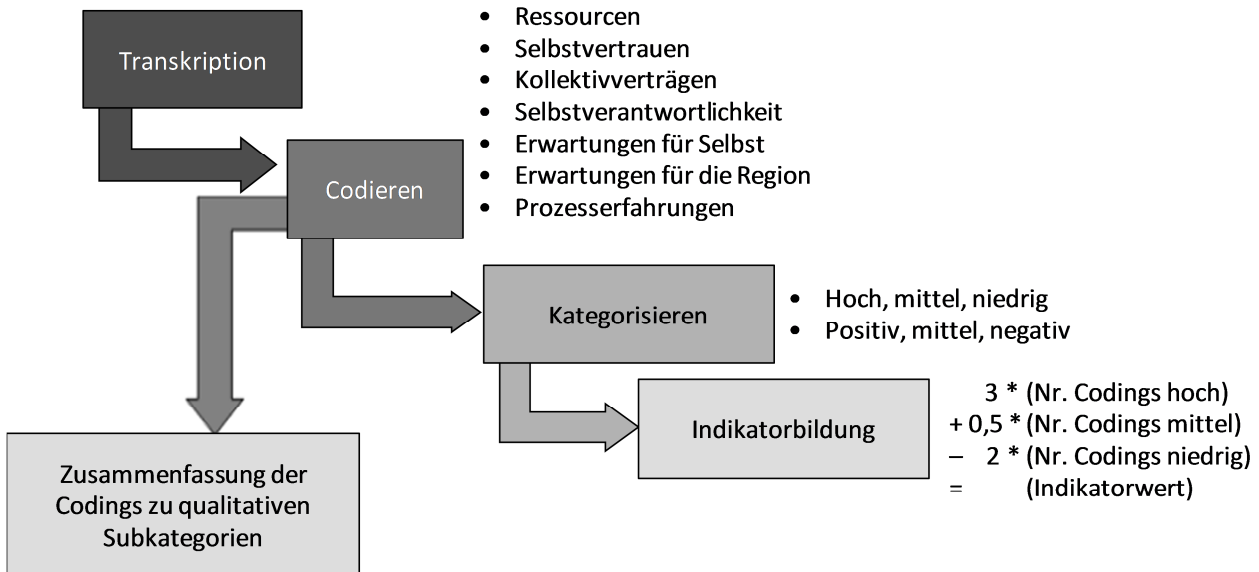 Transkription
• Ressourcen
• Selbstvertrauen
• Kollektivverträgen
• Selbstverantwortlichkeit
• Erwartungen für Selbst
• Erwartungen für die Region
• Prozesserfahrungen
Codieren
Kategorisieren
• Hoch, mittel, niedrig
• Positiv, mittel, negativ
Indikatorbildung
3 * (Nr. Codings hoch)
+ 0,5 * (Nr. Codings mittel)
– 2 * (Nr. Codings niedrig)
= (Indikatorwert)
Zusammenfassung der
Codings zu qualitativen
Subkategorien